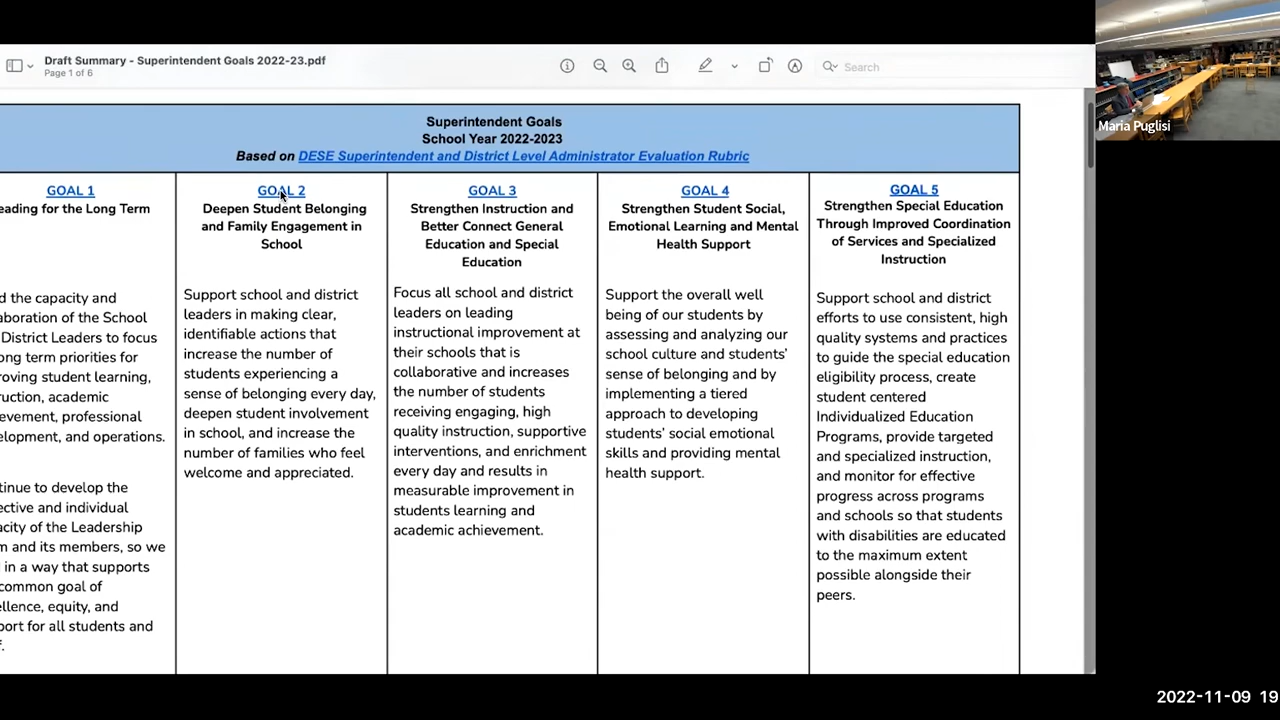 Draft Summary - Superintendent Goals 2022-23.pdf
Page 1 of 6
Search
Maria Puglisi
Superintendent Goals
School Year 2022-2023
Based on DESE Superintendent and District Level Administrator Evaluation Rubric
GOAL 1
eading for the Long Term
d the capacity and
aboration of the School
District Leaders to focus
ong term priorities for
roving student learning,
ruction, academic
evement, professional
elopment, and operations.
tinue to develop the
ective and individual
acity of the Leadership
m and its members, so we
in a way that supports
common goal of
ellence, equity, and
port for all students and
f.
GOAL 2
Deepen Student Belonging
and Family Engagement in
School
Support school and district
leaders in making clear,
identifiable actions that
increase the number of
students experiencing a
sense of belonging every day,
deepen student involvement
in school, and increase the
number of families who feel
welcome and appreciated.
GOAL 3
Strengthen Instruction and
Better Connect General
Education and Special
Education
Focus all school and district
leaders on leading
instructional improvement at
their schools that is
collaborative and increases
the number of students
receiving engaging, high
quality instruction, supportive
interventions, and enrichment
every day and results in
measurable improvement in
students learning and
academic achievement.
GOAL 4
Strengthen Student Social,
Emotional Learning and Mental
Health Support
Support the overall well
being of our students by
assessing and analyzing our
school culture and students'
sense of belonging and by
implementing a tiered
approach to developing
students' social emotional
skills and providing mental
health support.
GOAL 5
Strengthen Special Education
Through Improved Coordination
of Services and Specialized
Instruction
Support school and district
efforts to use consistent, high
quality systems and practices
to guide the special education
eligibility process, create
student centered
Individualized Education
Programs, provide targeted
and specialized instruction,
and monitor for effective
progress across programs
and schools so that students
with disabilities are educated
to the maximum extent
possible alongside their
peers.
2022-11-09 19